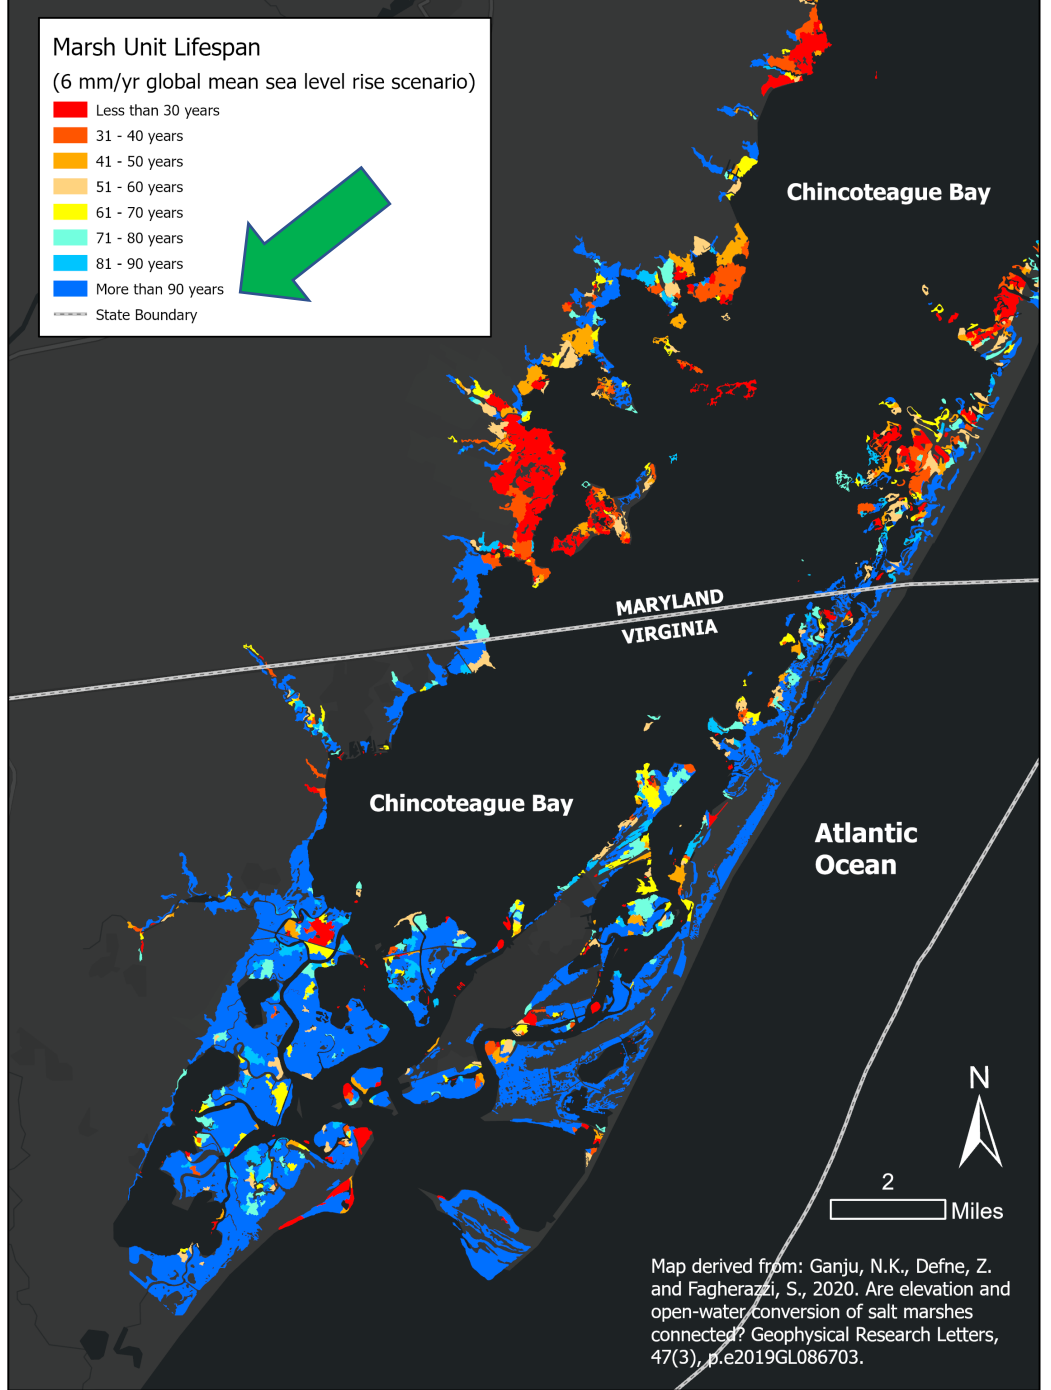 Marsh Unit Lifespan
(6 mm/yr global mean sea level rise scenario)
Less than 30 years
31 - 40 years
41 - 50 years
51 - 60 years
61 - 70 years
71 - 80 years
81 - 90 years
More than 90 years
State Boundary
Chincoteague Bay
MARYLAND
VIRGINIA
Chincoteague Bay
Atlantic
Ocean
N
2
Miles
Map derived from: Ganju, N.K., Defne, Z.
and Fagherazzi, S., 2020. Are elevation and
open-water conversion of salt marshes
connected? Geophysical Research Letters,
47(3), p.e2019GL086703.